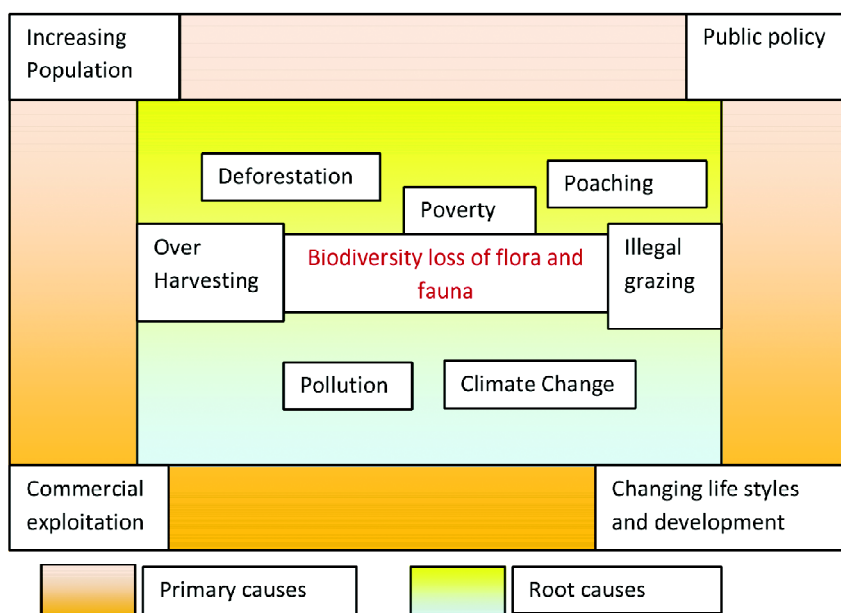 Increasing
Population
Public policy
Deforestation
Poaching
Poverty
Over
Harvesting
Biodiversity loss of flora and
fauna
Illegal
grazing
Pollution
Climate Change
Commercial
exploitation
Changing life styles
and development
Primary causes
Root causes